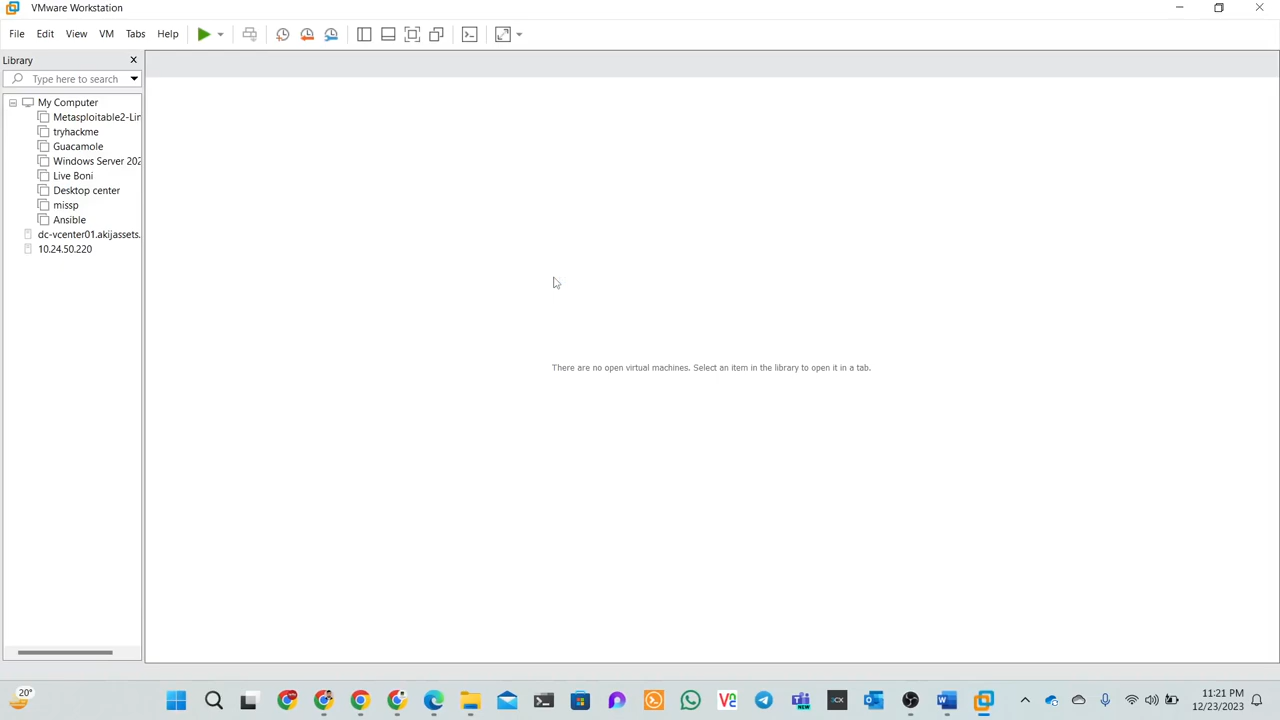 VMware Workstation
File Edit View VM Tabs Help
Library
Type here to search
My Computer
Metasploitable2-Lin
tryhackme
Guacamole
Windows Server 202
Live Boni
Desktop center
missp
Ansible
dc-vcenter01.akijassets.
10.24.50.220
There are no open virtual machines. Select an item in the library to open it in a tab.
20°
NEW
11:21 PM
12/23/2023